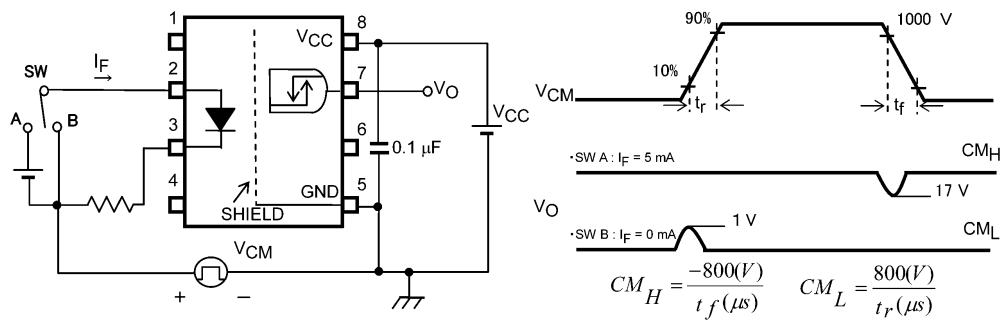 1
8
VCC
SW
IF
2
7
VO
A
B
3
6
VCC
0.1 μF
4
GND
5
SHIELD
VCM
+
−
90%
1000 V
10%
VCM
tr
tf
・SW A : IF = 5 mA
CMH
17 V
VO
1 V
・SW B : IF = 0 mA
CML
CMH = −800(V) / tf (μs)
CML = 800(V) / tr (μs)